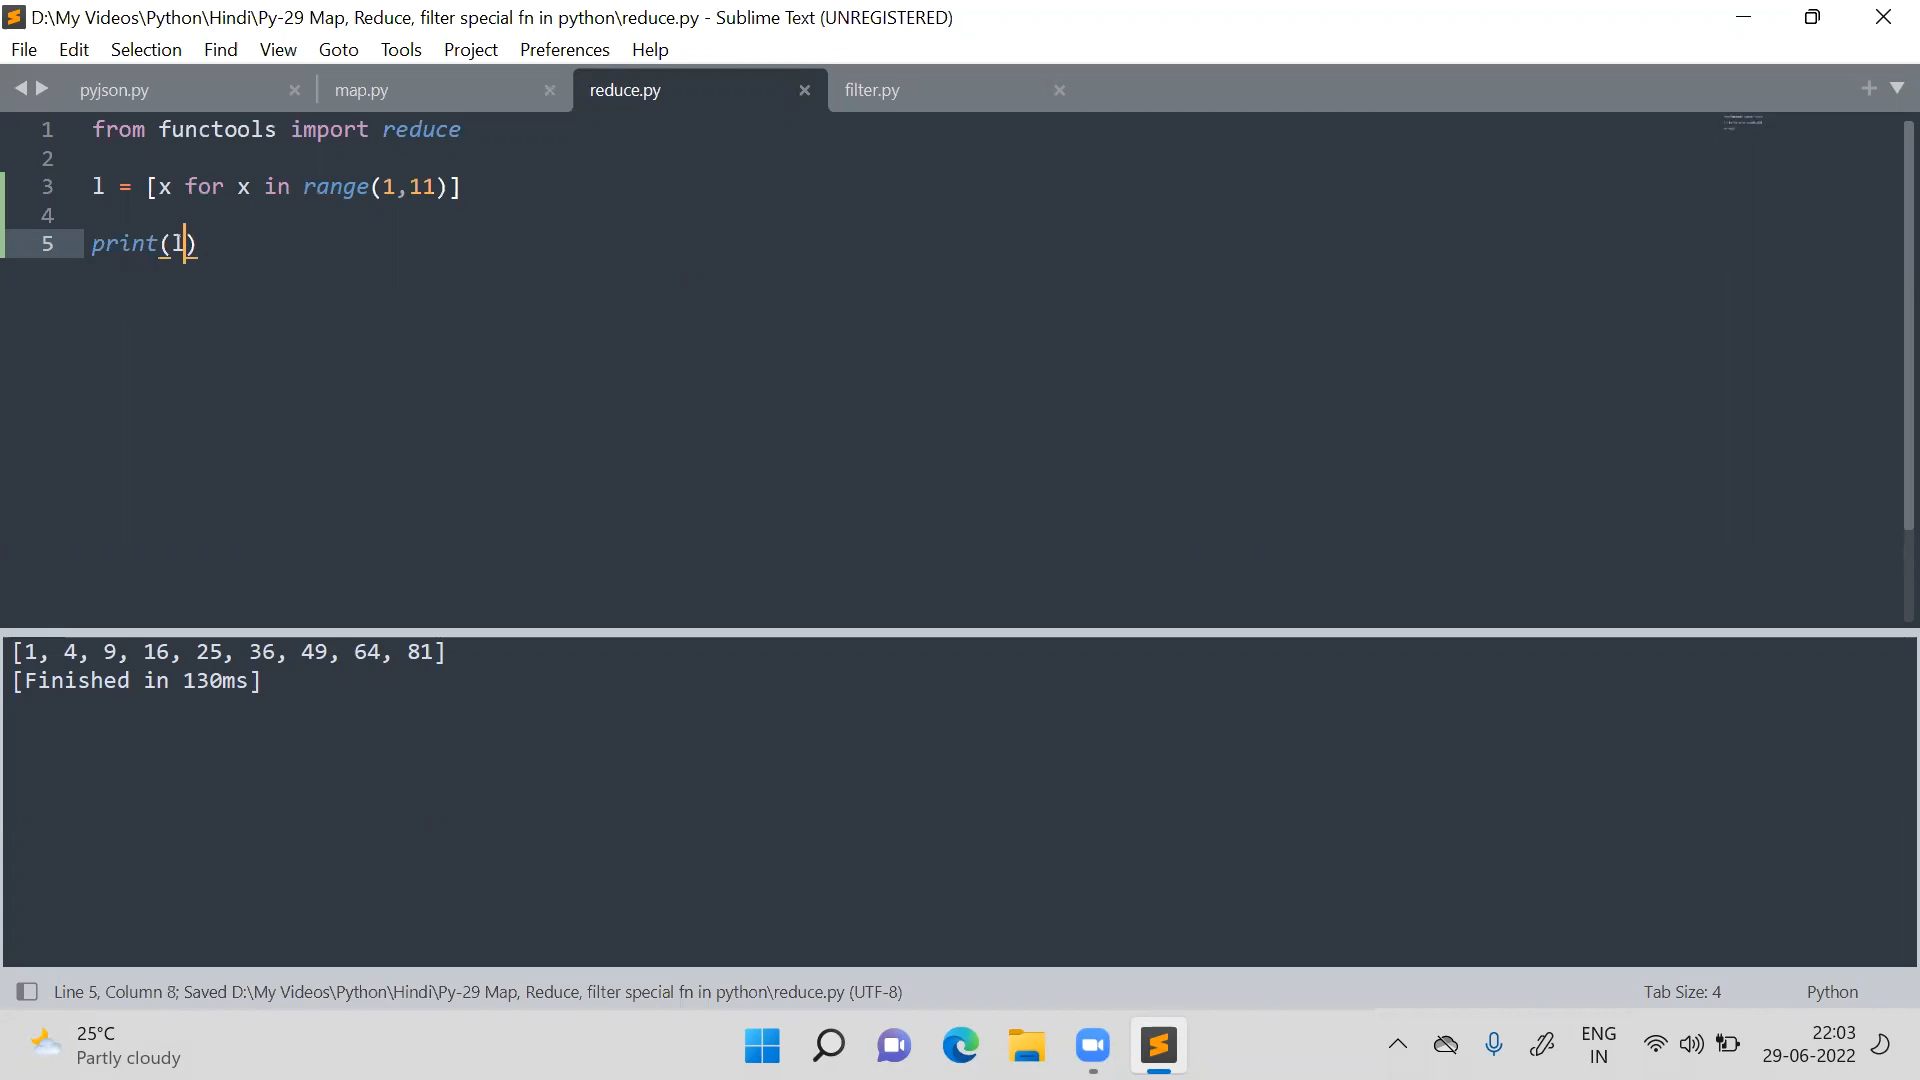 D:\My Videos\Python\Hindi\Py-29 Map, Reduce, filter special fn in python\reduce.py - Sublime Text (UNREGISTERED)
File Edit Selection Find View Goto Tools Project Preferences Help
pyjson.py map.py reduce.py filter.py
1 from functools import reduce
2
3 l = [x for x in range(1,11)]
4
5 print(l)
[1, 4, 9, 16, 25, 36, 49, 64, 81]
[Finished in 130ms]
Line 5, Column 8; Saved D:\My Videos\Python\Hindi\Py-29 Map, Reduce, filter special fn in python\reduce.py (UTF-8) Tab Size: 4 Python
25°C
Partly cloudy
ENG
IN
22:03
29-06-2022